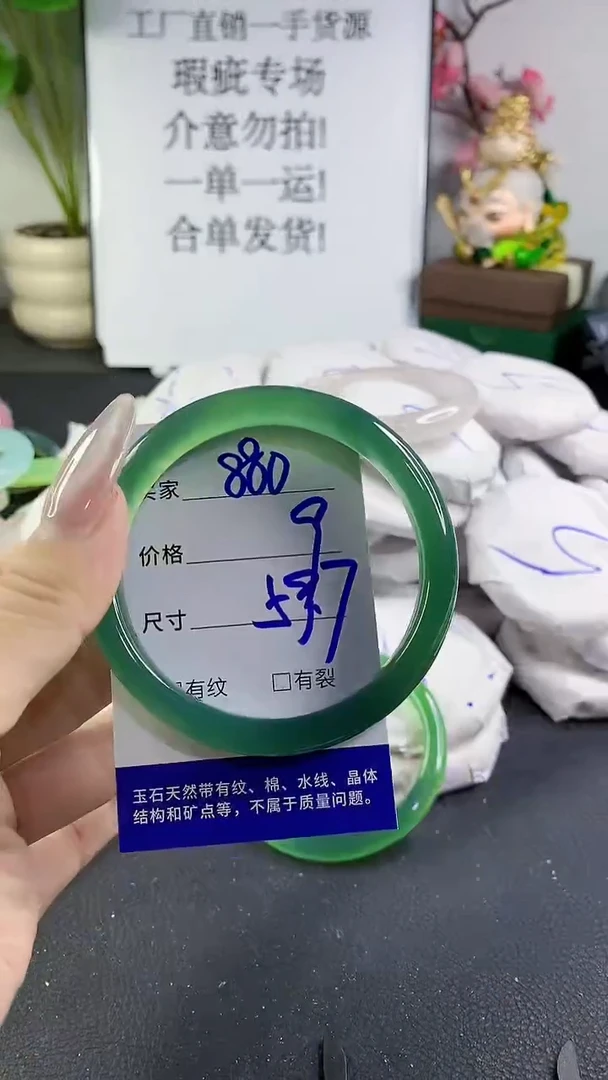 工厂直销一手货源
瑕疵专场
介意勿拍!
一单一运!
合单发货!
卖家 880
价格 9
尺寸
有纹 □有裂
玉石天然带有纹、棉、水线、晶体
结构和矿点等，不属于质量问题。